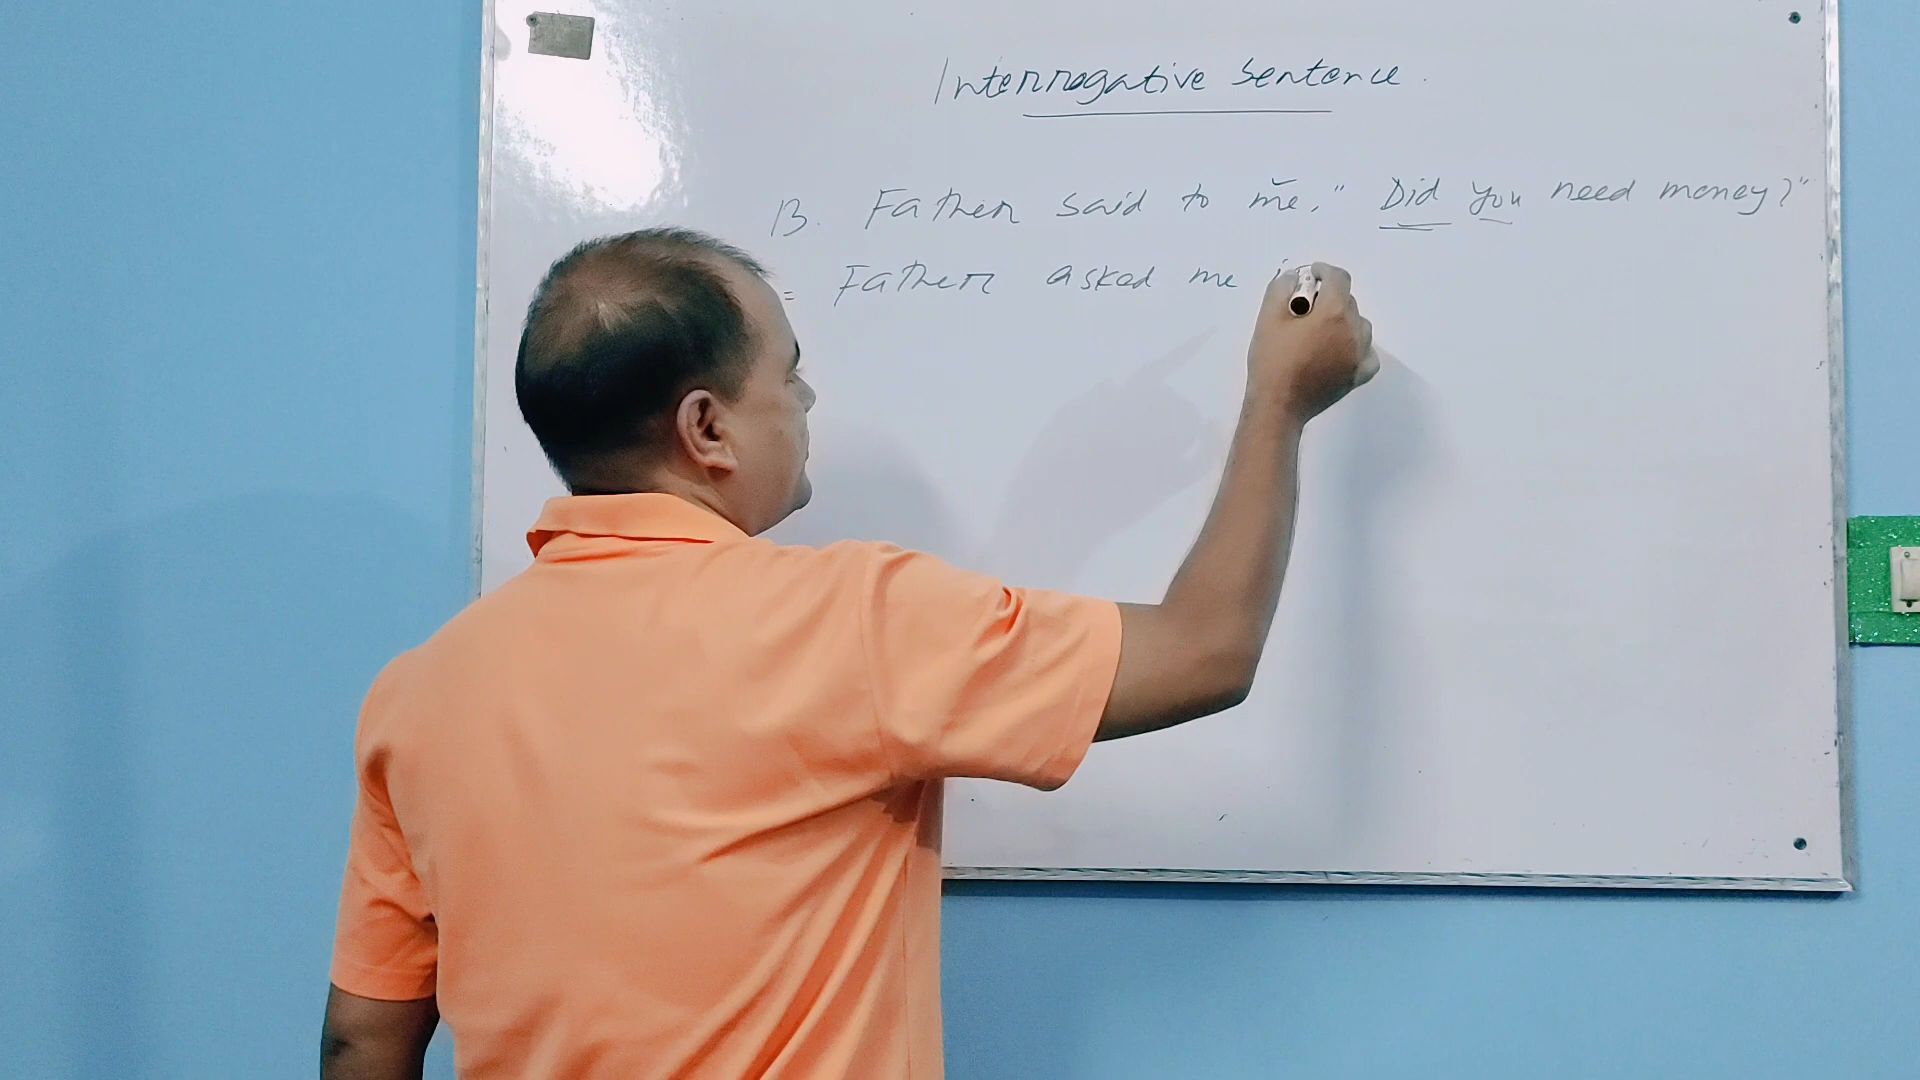 Interrogative Sentence.
B. Father said to me, "Did you need money?"
= Father asked me